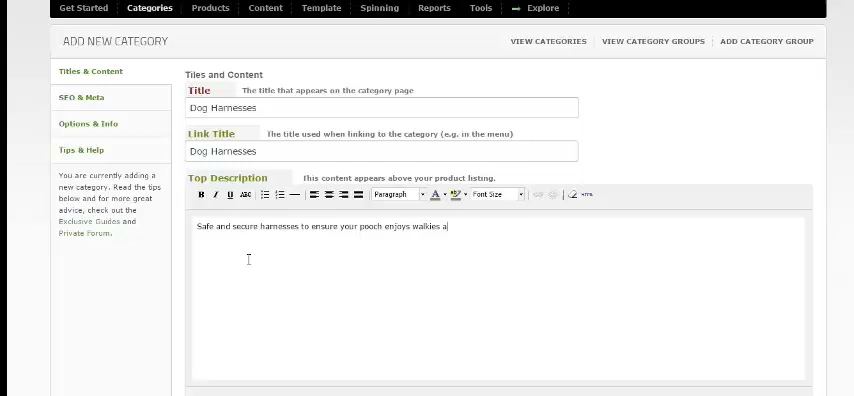 Get Started Categories Products Content Template Spinning Reports Tools Explore
ADD NEW CATEGORY VIEW CATEGORIES VIEW CATEGORY GROUPS ADD CATEGORY GROUP
Titles & Content
SEO & Meta
Options & Info
Tips & Help
You are currently adding a
new category. Read the tips
below and for more great
advice, check out the
Exclusive Guides and
Private Forum.
Tiles and Content
Title The title that appears on the category page
Dog Harnesses
Link Title The title used when linking to the category (e.g. in the menu)
Dog Harnesses
Top Description This content appears above your product listing.
B I U ABC Paragraph A Font Size HTML
Safe and secure harnesses to ensure your pooch enjoys walkies a